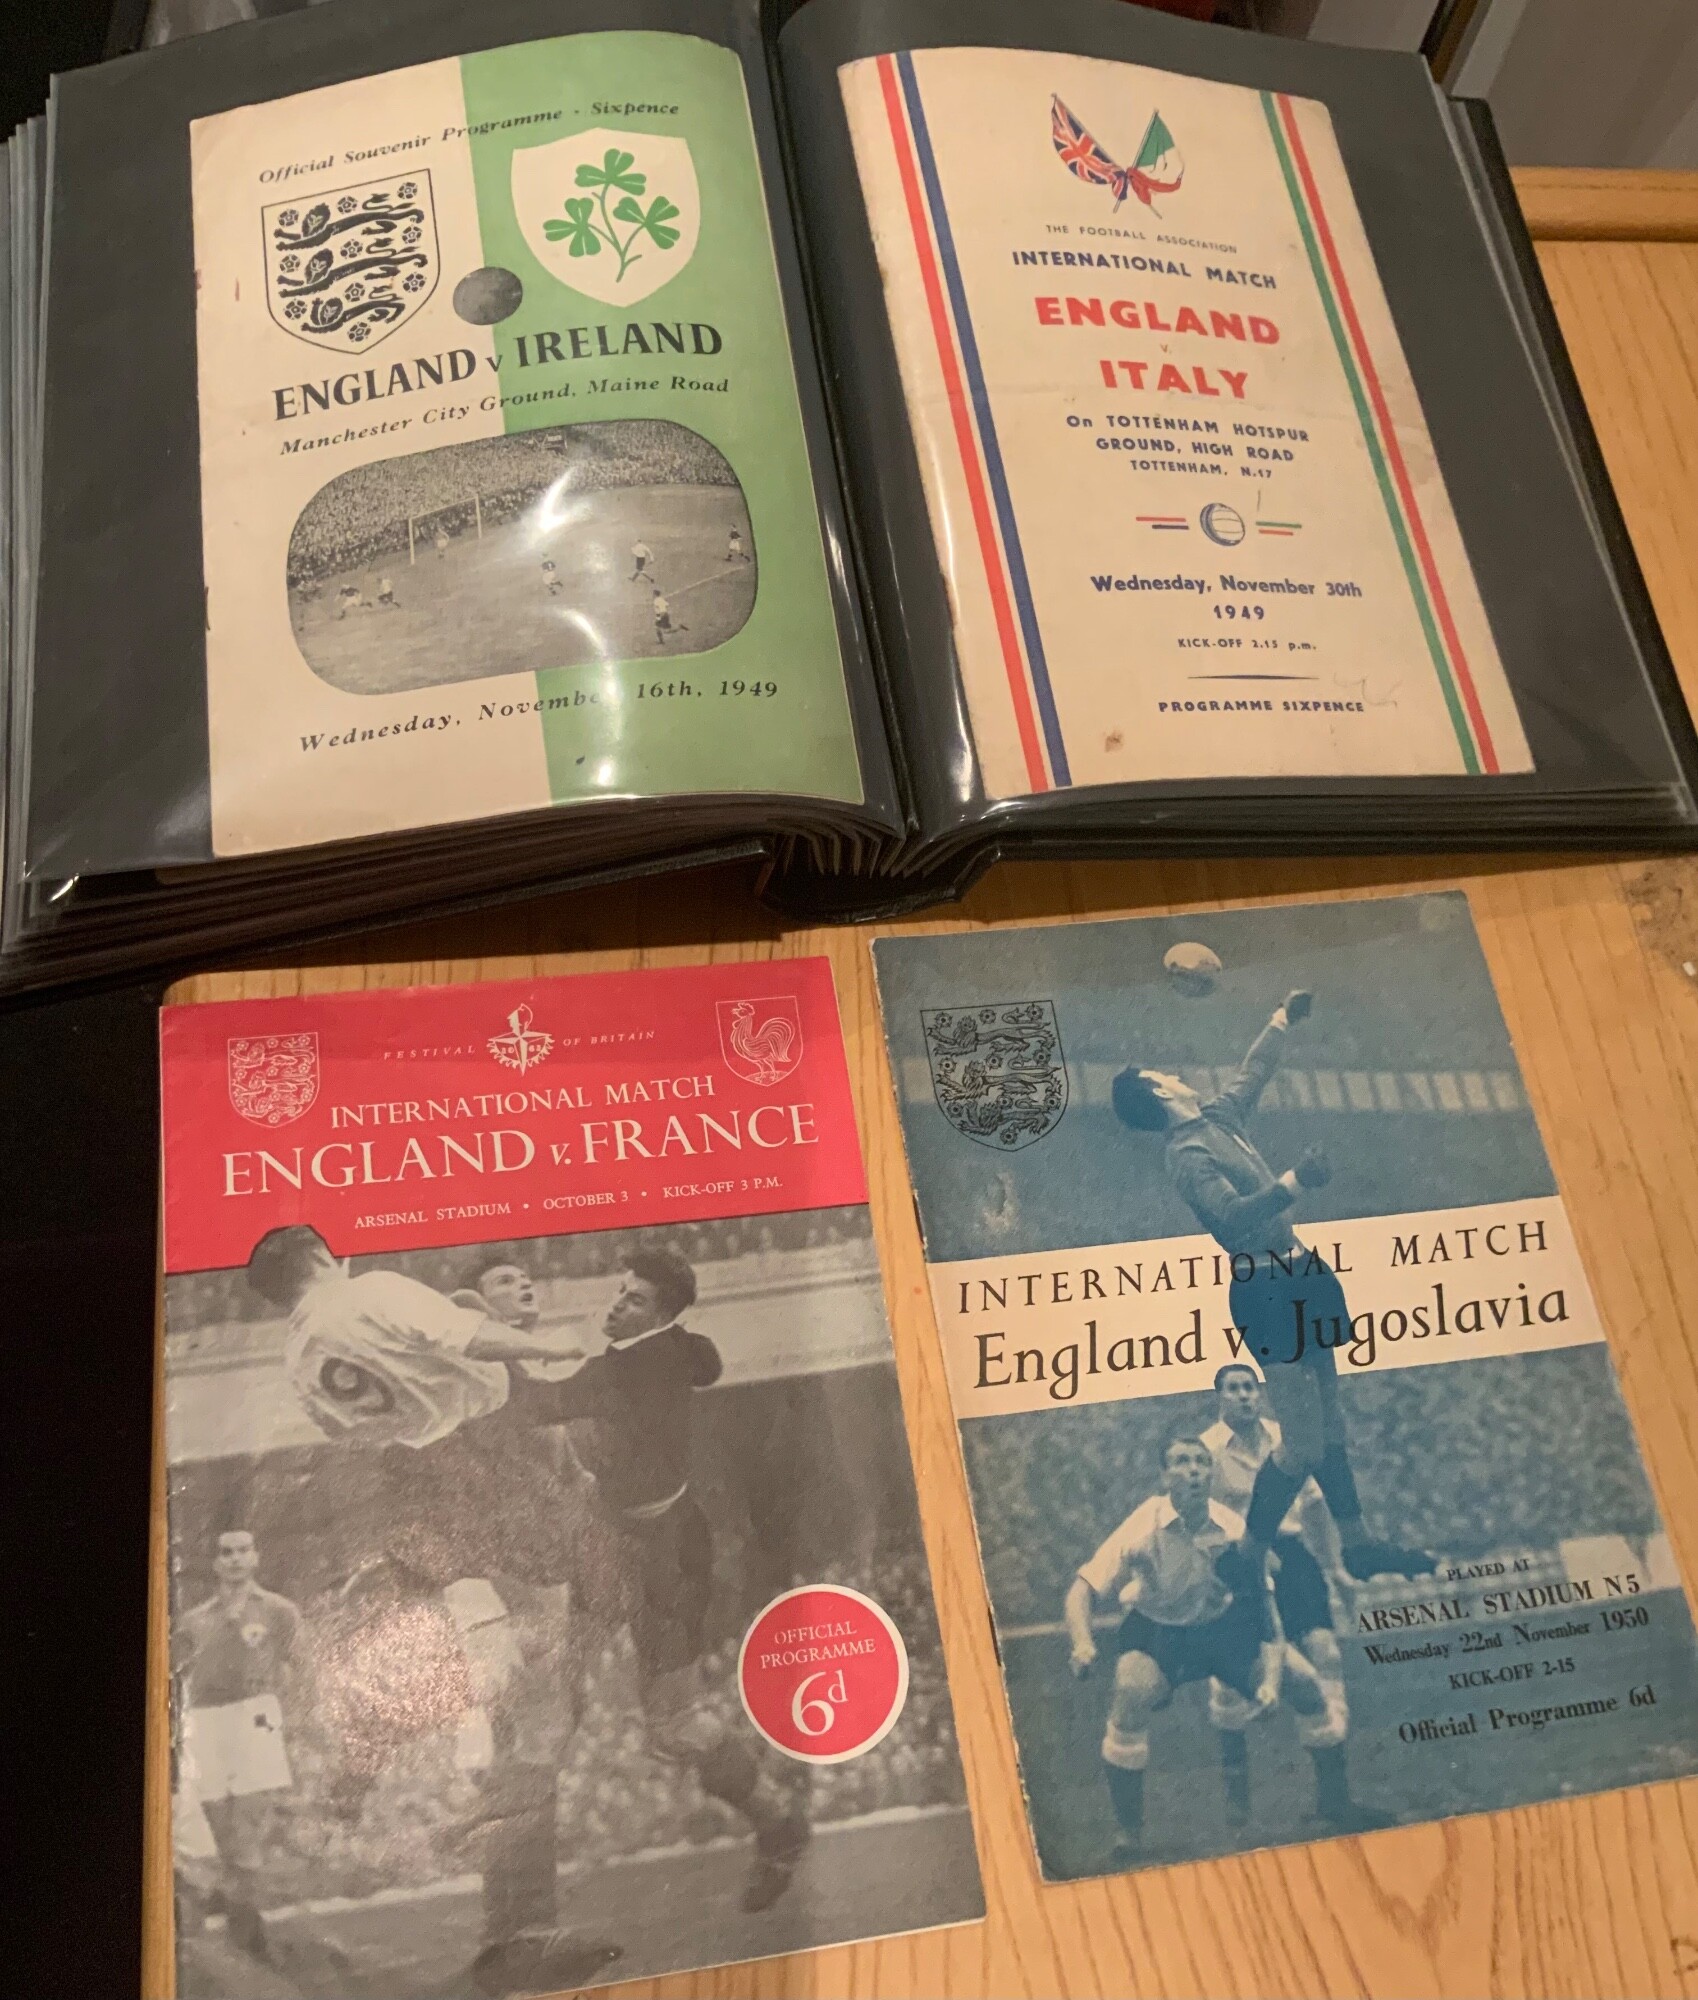 Official Souvenir Programme - Sixpence
ENGLAND v IRELAND
Manchester City Ground, Maine Road
Wednesday, November 16th, 1949
THE FOOTBALL ASSOCIATION
INTERNATIONAL MATCH
ENGLAND
v.
ITALY
On TOTTENHAM HOTSPUR
GROUND, HIGH ROAD
TOTTENHAM, N.17
Wednesday, November 30th
1949
KICK-OFF 2.15 p.m.
PROGRAMME SIXPENCE
FESTIVAL OF BRITAIN
INTERNATIONAL MATCH
ENGLAND v. FRANCE
ARSENAL STADIUM • OCTOBER 3 • KICK-OFF 3 P.M.
OFFICIAL
PROGRAMME
6d
INTERNATIONAL MATCH
England v. Jugoslavia
PLAYED AT
ARSENAL STADIUM N5
Wednesday 22nd November 1950
KICK-OFF 2-15
Official Programme 6d